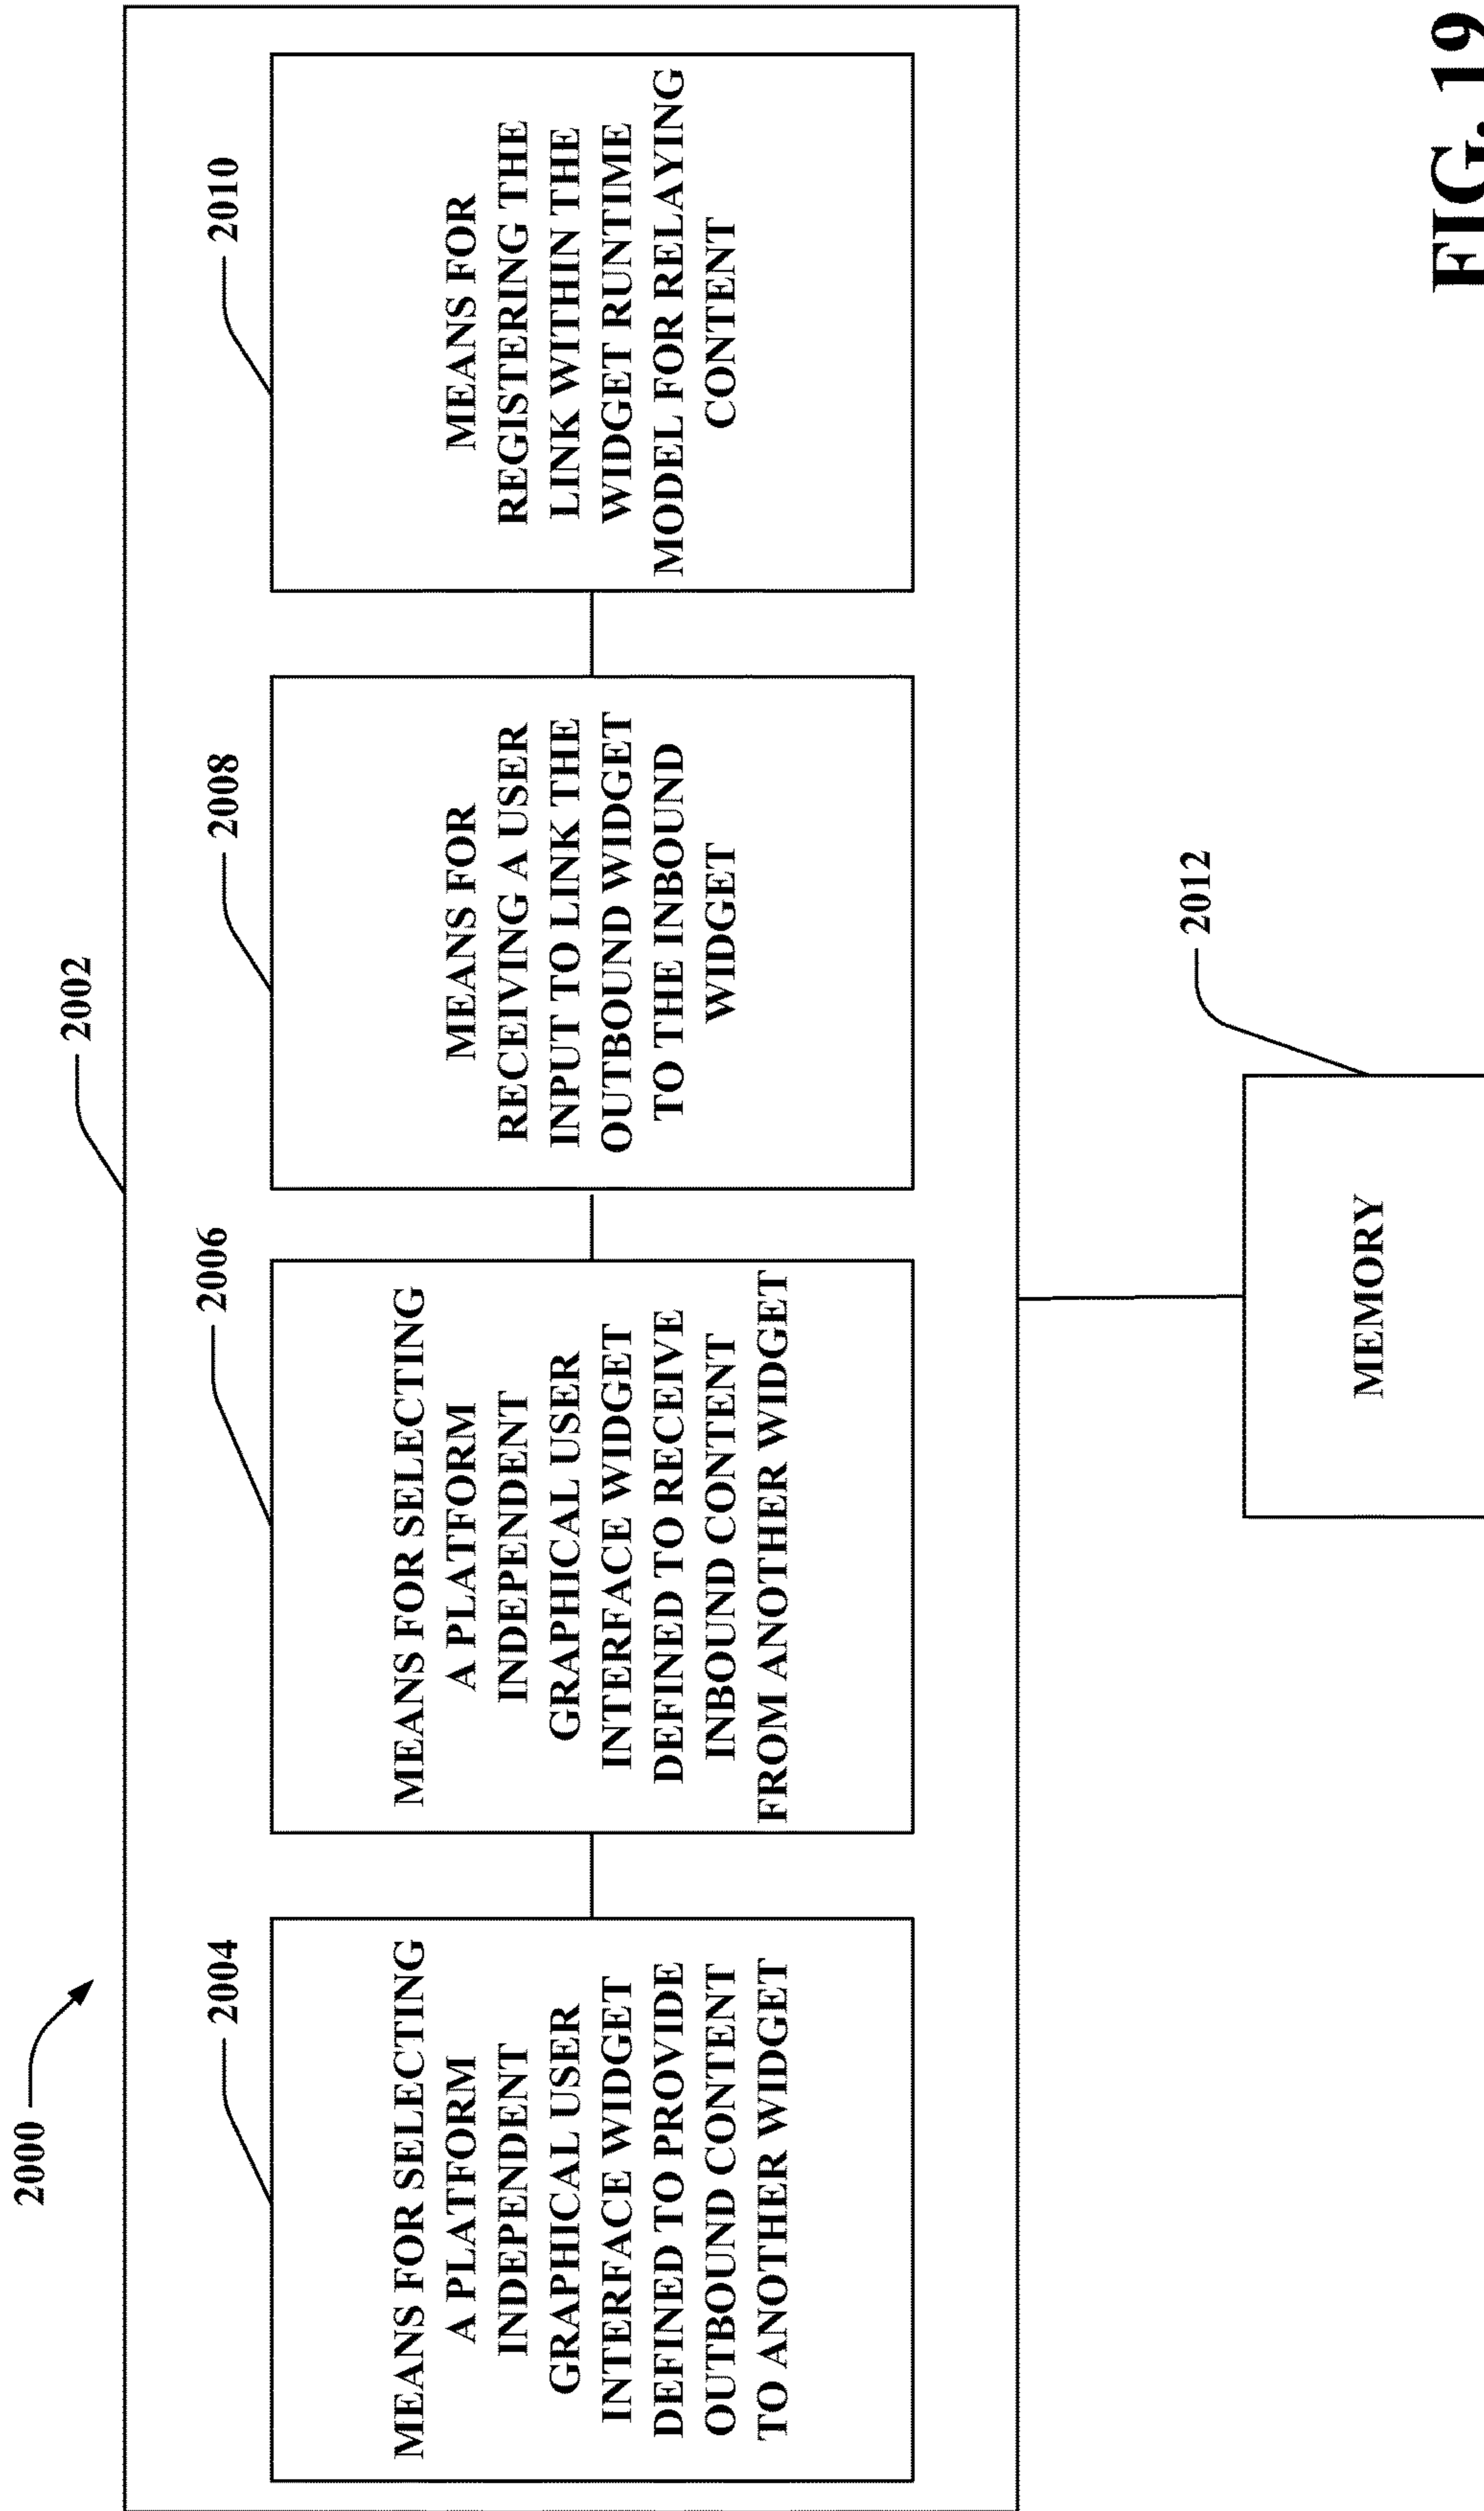 2000
2002
2004
MEANS FOR SELECTING
A PLATFORM
INDEPENDENT
GRAPHICAL USER
INTERFACE WIDGET
DEFINED TO PROVIDE
OUTBOUND CONTENT
TO ANOTHER WIDGET
2006
MEANS FOR SELECTING
A PLATFORM
INDEPENDENT
GRAPHICAL USER
INTERFACE WIDGET
DEFINED TO RECEIVE
INBOUND CONTENT
FROM ANOTHER WIDGET
2008
MEANS FOR
RECEIVING A USER
INPUT TO LINK THE
OUTBOUND WIDGET
TO THE INBOUND
WIDGET
2010
MEANS FOR
REGISTERING THE
LINK WITHIN THE
WIDGET RUNTIME
MODEL FOR RELAYING
CONTENT
2012
MEMORY
FIG. 19